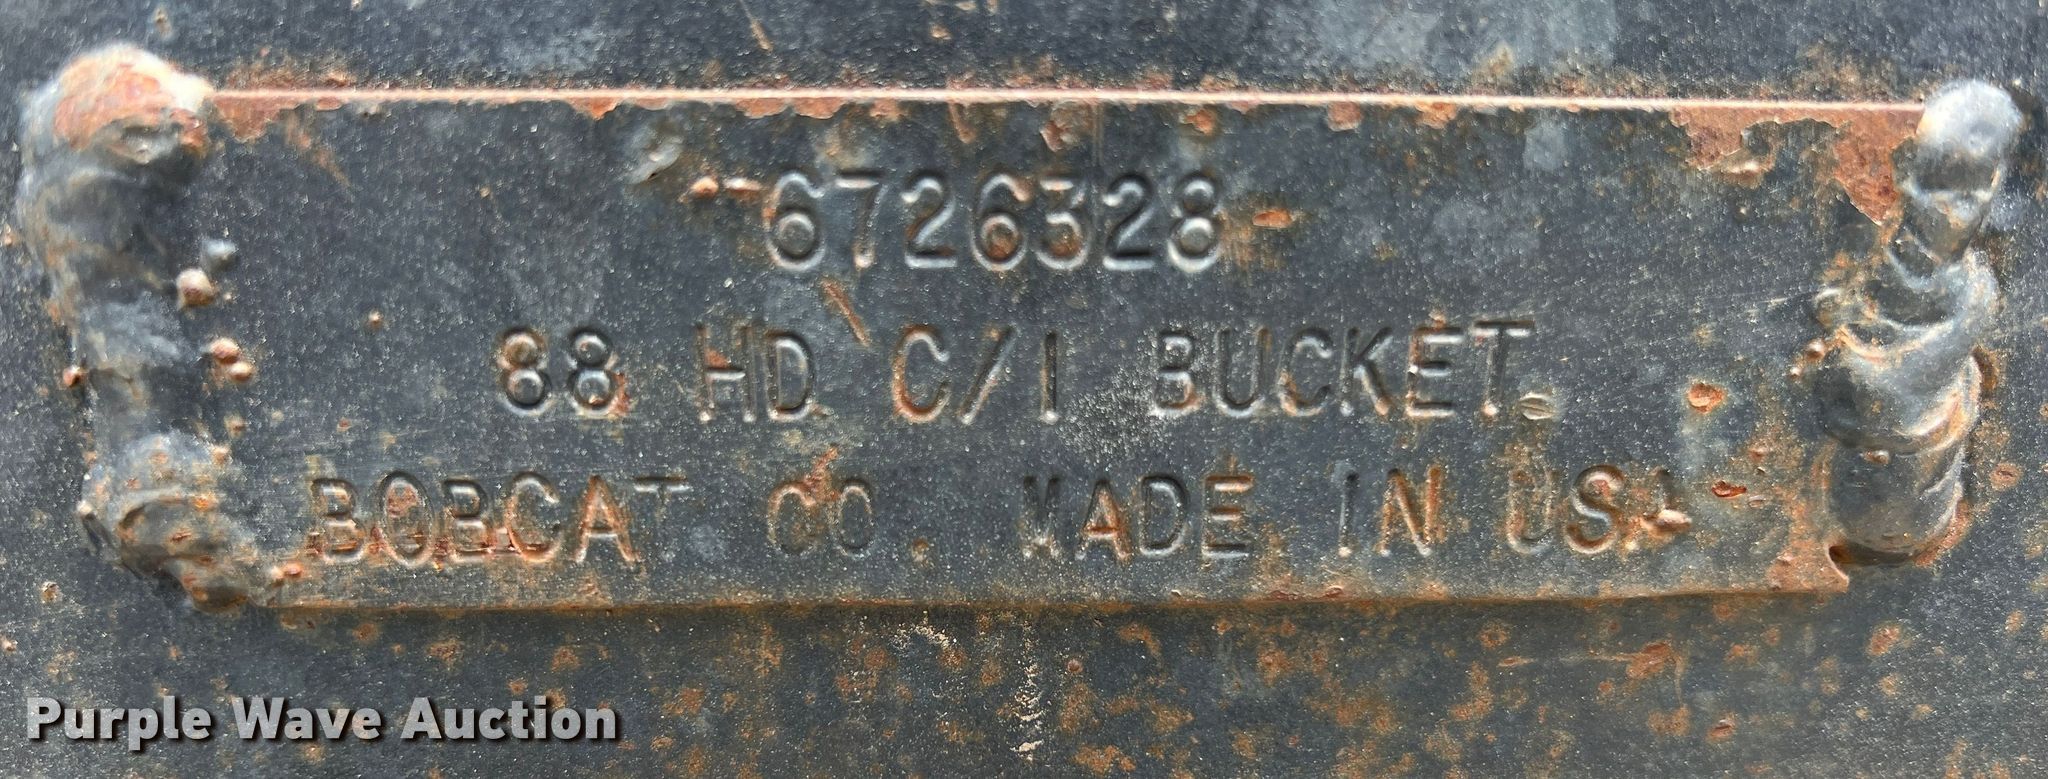 6726328
88 HD C/I BUCKET
BOBCAT CO. MADE IN USA
Purple Wave Auction